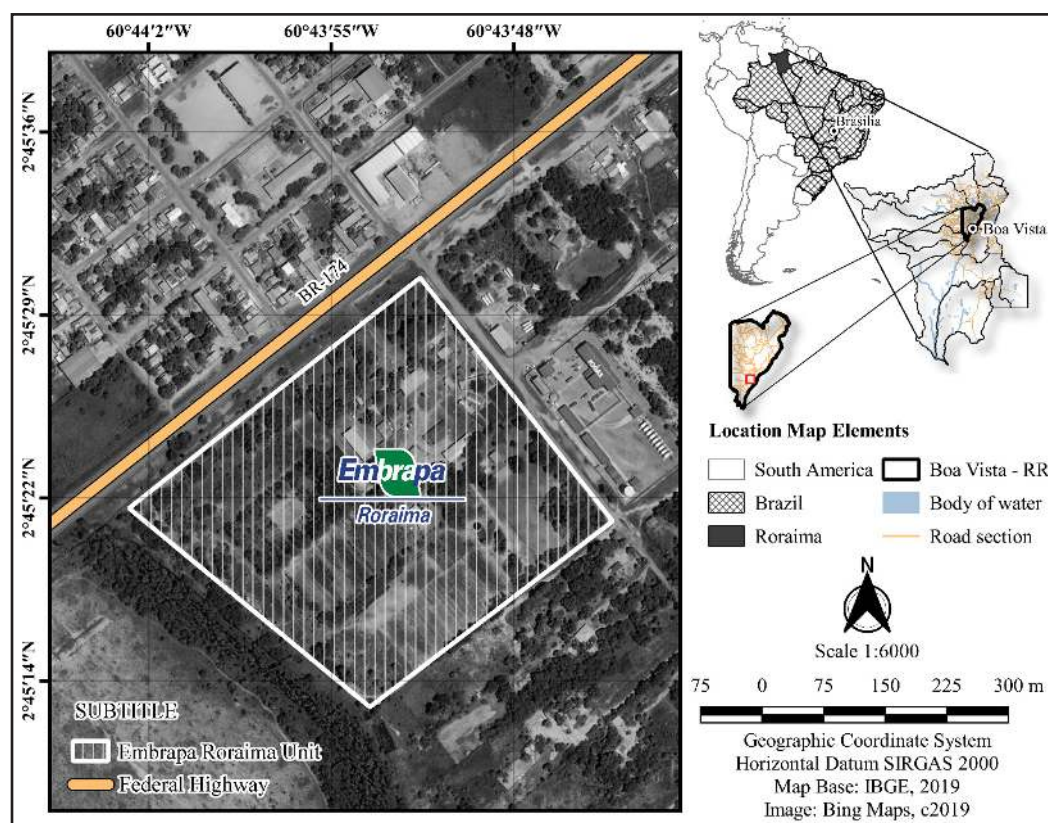 60°44'2"W
60°43'55"W
60°43'48"W
2°45'36"N
2°45'29"N
2°45'22"N
2°45'14"N
BR-174
Embrapa
Roraima
SUBTITLE
Embrapa Roraima Unit
Federal Highway
Brasilia
Boa Vista
Location Map Elements
South America
Boa Vista - RR
Brazil
Body of water
Roraima
Road section
N
Scale 1:6000
75 0 75 150 225 300 m
Geographic Coordinate System
Horizontal Datum SIRGAS 2000
Map Base: IBGE, 2019
Image: Bing Maps, c2019